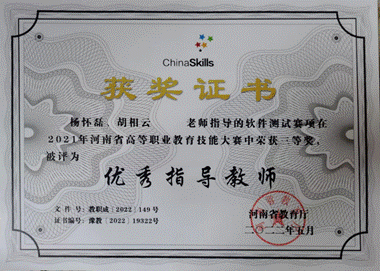 ChinaSkills
获奖证书
杨怀磊、胡相云 老师指导的软件测试赛项在
2021年河南省高等职业教育技能大赛中荣获三等奖，
被评为
优秀指导教师
文 件 号：教职成〔2022〕149号
证书编号：豫教〔2022〕19322号
河南省教育厅
二〇二二年五月